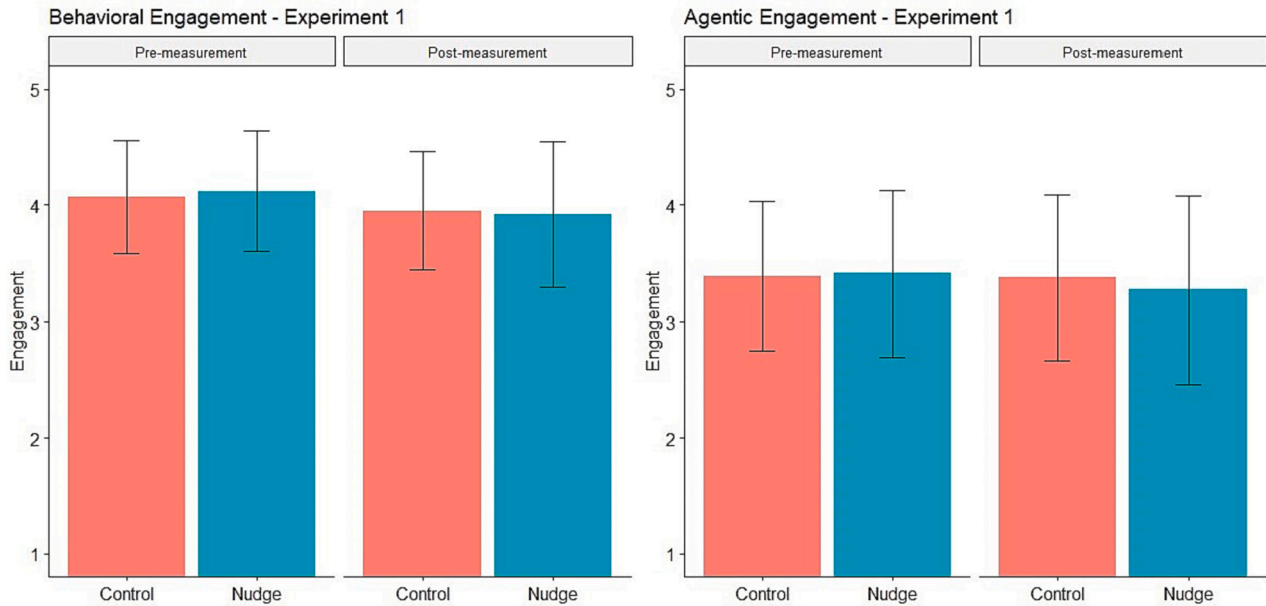 Behavioral Engagement - Experiment 1
Pre-measurement
Post-measurement
Engagement
5
4
3
2
1
Control
Nudge
Control
Nudge
Agentic Engagement - Experiment 1
Pre-measurement
Post-measurement
Engagement
5
4
3
2
1
Control
Nudge
Control
Nudge